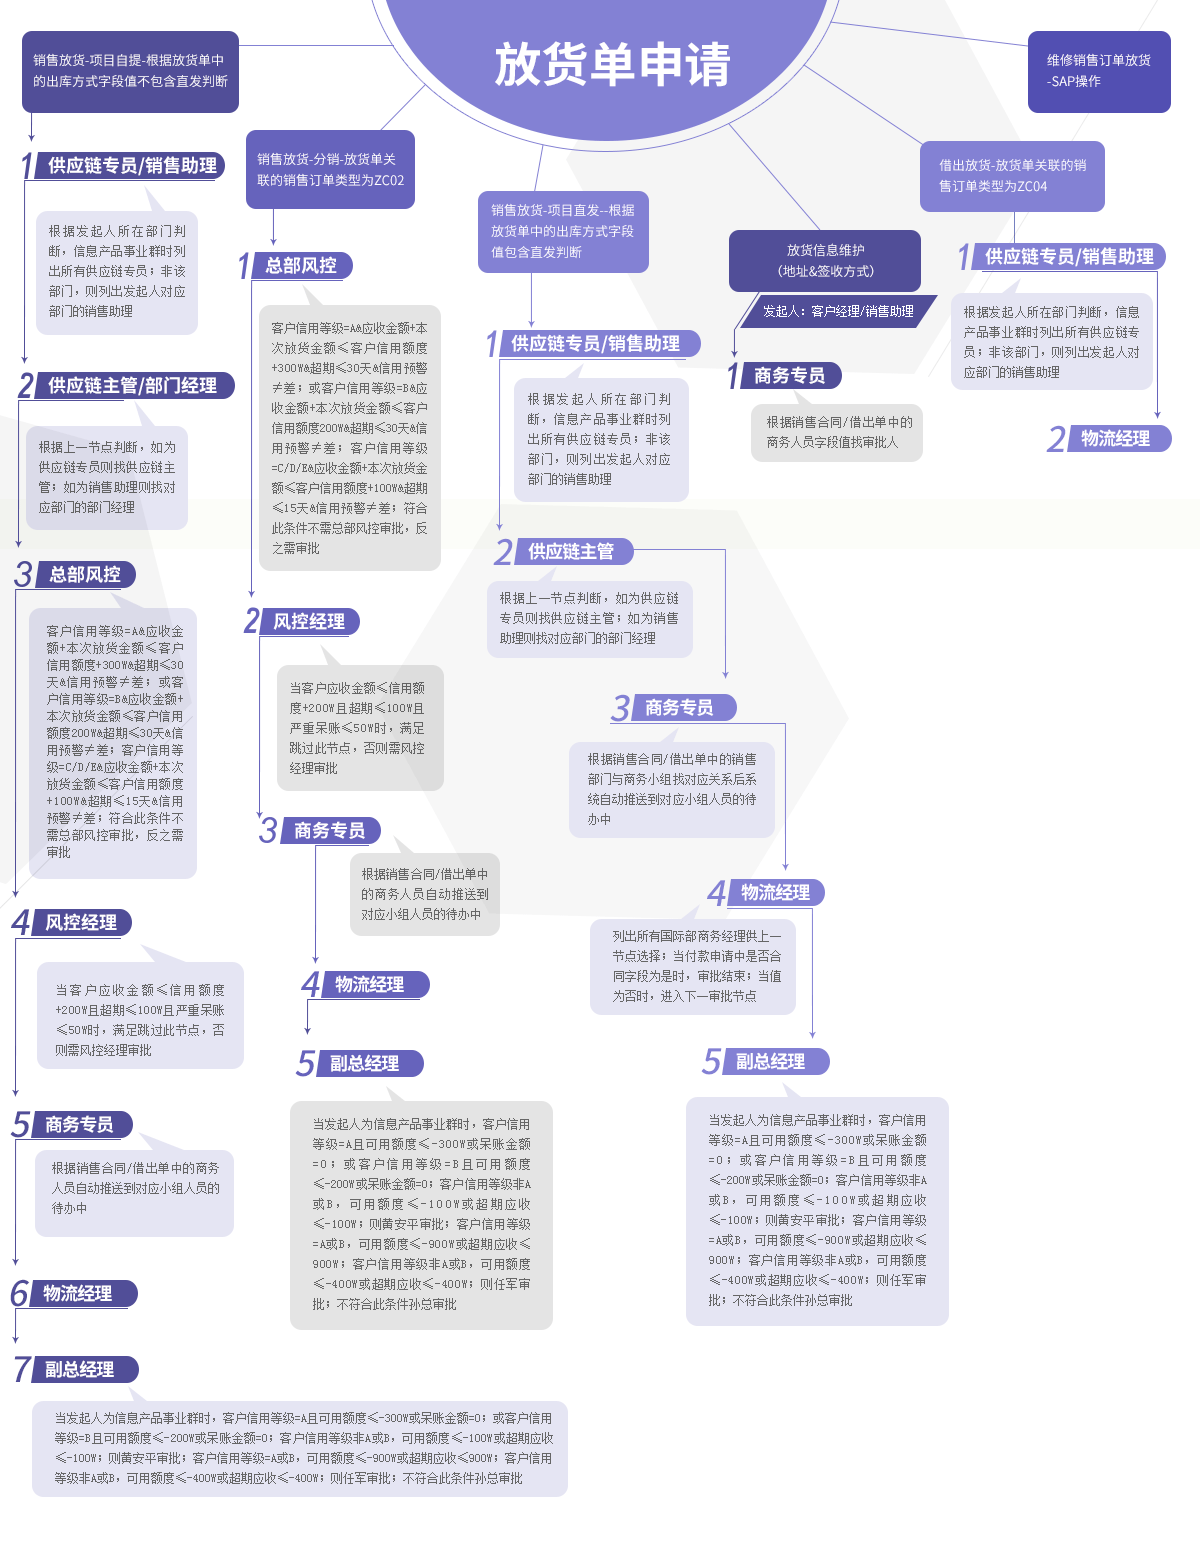 放货单申请
销售放货-项目自提-根据放货单中
的出库方式字段值不包含直发判断
1 供应链专员/销售助理
根据发起人所在部门判
断，信息产品事业群时列
出所有供应链专员；非该
部门，则列出发起人对应
部门的销售助理
2 供应链主管/部门经理
根据上一节点判断，如为
供应链专员则找供应链主
管；如为销售助理则找对
应部门的部门经理
3 总部风控
客户信用等级=A&应收金
额+本次放货金额≤客户
信用额度+300W&超期≤30
天&信用预警≠差；或客
户信用等级=B&应收金额+
本次放货金额≤客户信用
额度200W&超期≤30天&信
用预警≠差；客户信用等
级=C/D/E&应收金额+本次
放货金额≤客户信用额度
+100W&超期≤15天&信用
预警≠差；符合此条件不
需总部风控审批，反之需
审批
4 风控经理
当客户应收金额≤信用额度
+200W且超期≤100W且严重呆账
≤50W时，满足跳过此节点，否
则需风控经理审批
5 商务专员
根据销售合同/借出单中的商务
人员自动推送到对应小组人员的
待办中
6 物流经理
7 副总经理
当发起人为信息产品事业群时，客户信用等级=A且可用额度≤-300W或呆账金额=0；或客户信用
等级=B且可用额度≤-200W或呆账金额=0；客户信用等级非A或B，可用额度≤-100W或超期应收
≤-100W；则黄安平审批；客户信用等级=A或B，可用额度≤-900W或超期应收≤900W；客户信用
等级非A或B，可用额度≤-400W或超期应收≤-400W；则任军审批；不符合此条件孙总审批
销售放货-分销-放货单关
联的销售订单类型为ZC02
1 总部风控
客户信用等级=A&应收金额+本
次放货金额≤客户信用额度
+300W&超期≤30天&信用预警
≠差；或客户信用等级=B&应
收金额+本次放货金额≤客户
信用额度200W&超期≤30天&信
用预警≠差；客户信用等级
=C/D/E&应收金额+本次放货金
额≤客户信用额度+100W&超期
≤15天&信用预警≠差；符合
此条件不需总部风控审批，反
之需审批
2 风控经理
当客户应收金额≤信用额
度+200W且超期≤100W且
严重呆账≤50W时，满足
跳过此节点，否则需风控
经理审批
3 商务专员
根据销售合同/借出单中
的商务人员自动推送到
对应小组人员的待办中
4 物流经理
5 副总经理
当发起人为信息产品事业群时，客户信用
等级=A且可用额度≤-300W或呆账金额
=0；或客户信用等级=B且可用额度
≤-200W或呆账金额=0；客户信用等级非A
或B，可用额度≤-100W或超期应收
≤-100W；则黄安平审批；客户信用等级
=A或B，可用额度≤-900W或超期应收≤
900W；客户信用等级非A或B，可用额度
≤-400W或超期应收≤-400W；则任军审
批；不符合此条件孙总审批
销售放货-项目直发--根据
放货单中的出库方式字段
值包含直发判断
1 供应链专员/销售助理
根据发起人所在部门判
断，信息产品事业群时列
出所有供应链专员；非该
部门，则列出发起人对应
部门的销售助理
2 供应链主管
根据上一节点判断，如为供应链
专员则找供应链主管；如为销售
助理则找对应部门的部门经理
3 商务专员
根据销售合同/借出单中的销售
部门与商务小组找对应关系后系
统自动推送到对应小组人员的待
办中
4 物流经理
列出所有国际部商务经理供上一
节点选择；当付款申请中是否合
同字段为是时，审批结束；当值
为否时，进入下一审批节点
5 副总经理
当发起人为信息产品事业群时，客户信用
等级=A且可用额度≤-300W或呆账金额
=0；或客户信用等级=B且可用额度
≤-200W或呆账金额=0；客户信用等级非A
或B，可用额度≤-100W或超期应收
≤-100W；则黄安平审批；客户信用等级
=A或B，可用额度≤-900W或超期应收≤
900W；客户信用等级非A或B，可用额度
≤-400W或超期应收≤-400W；则任军审
批；不符合此条件孙总审批
放货信息维护
（地址&签收方式）
发起人：客户经理/销售助理
1 商务专员
根据销售合同/借出单中的
商务人员字段值找审批人
借出放货-放货单关联的销
售订单类型为ZC04
1 供应链专员/销售助理
根据发起人所在部门判断，信息
产品事业群时列出所有供应链专
员；非该部门，则列出发起人对
应部门的销售助理
2 物流经理
维修销售订单放货
-SAP操作